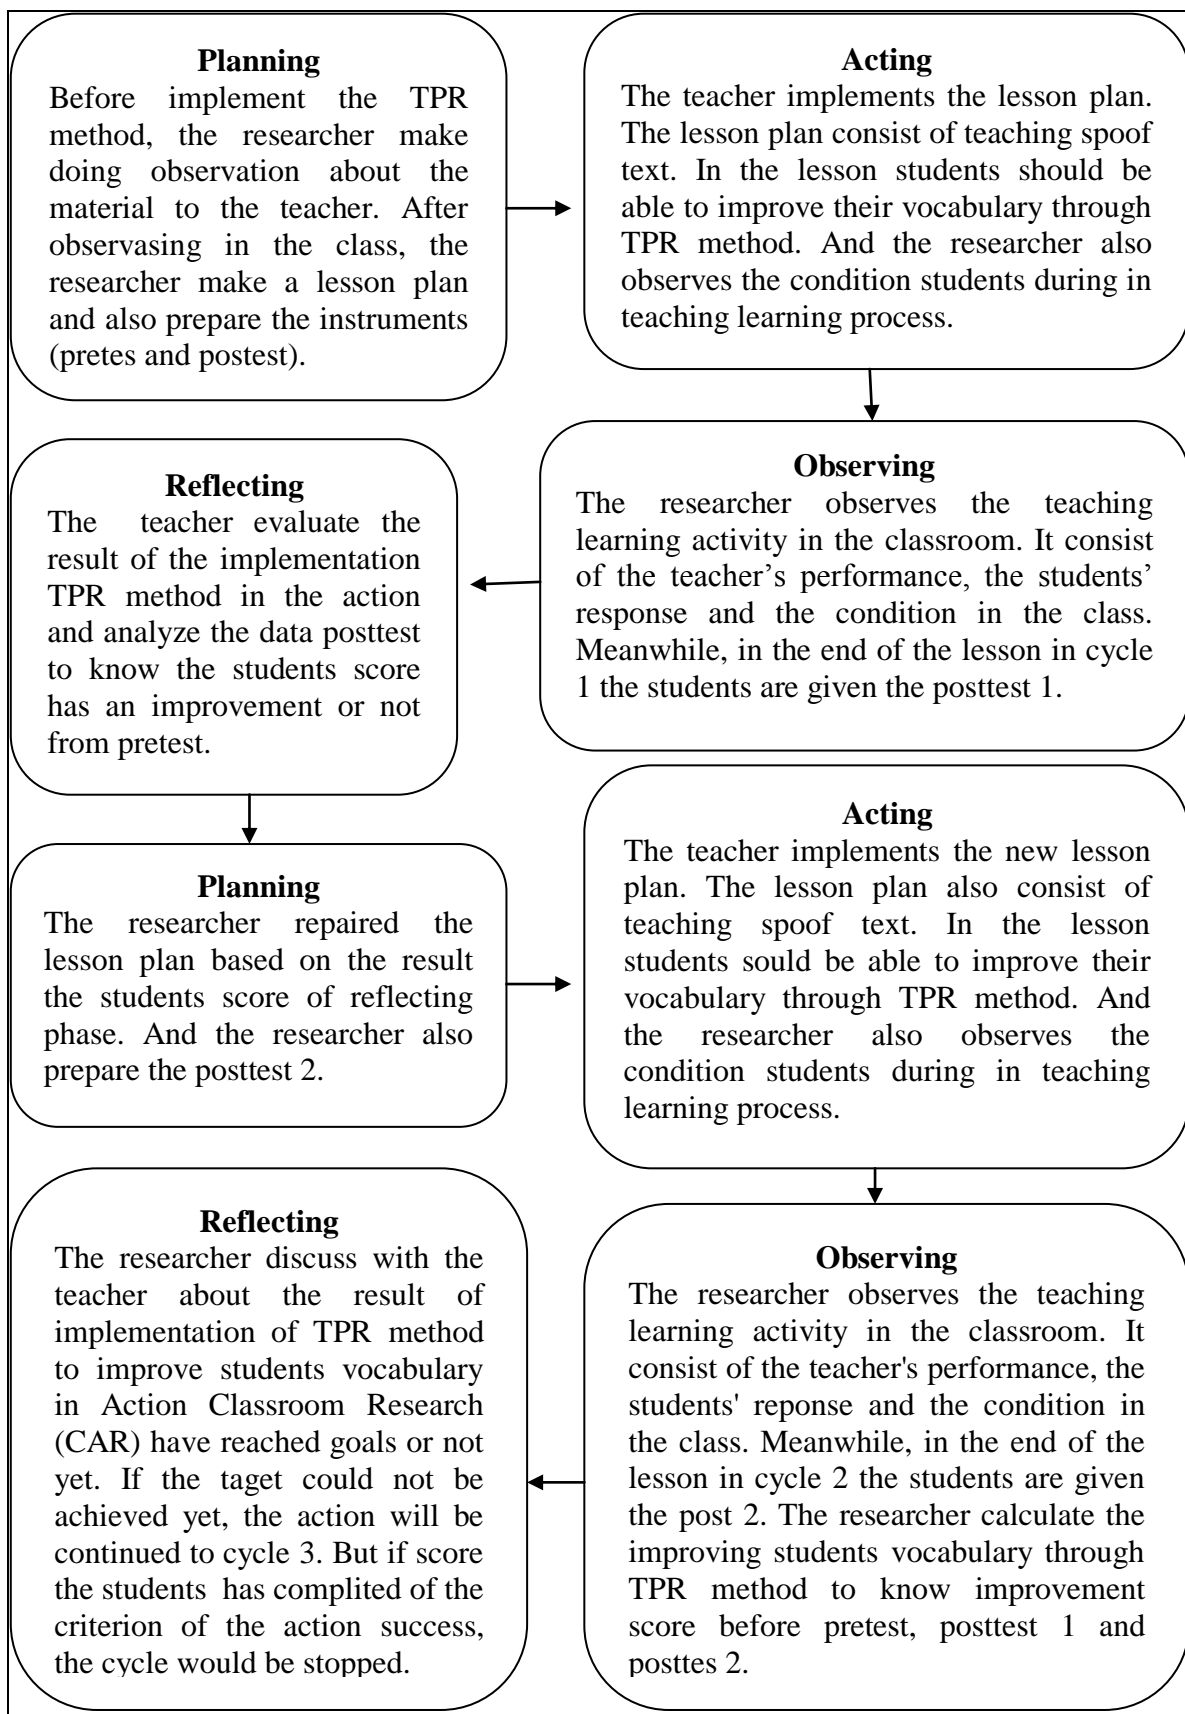 Planning
Before implement the TPR
method, the researcher make
doing observation about the
material to the teacher. After
observasing in the class, the
researcher make a lesson plan
and also prepare the instruments
(pretes and postest).
Acting
The teacher implements the lesson plan.
The lesson plan consist of teaching spoof
text. In the lesson students should be
able to improve their vocabulary through
TPR method. And the researcher also
observes the condition students during in
teaching learning process.
Observing
The researcher observes the teaching
learning activity in the classroom. It consist
of the teacher’s performance, the students’
response and the condition in the class.
Meanwhile, in the end of the lesson in cycle
1 the students are given the posttest 1.
Reflecting
The teacher evaluate the
result of the implementation
TPR method in the action
and analyze the data posttest
to know the students score
has an improvement or not
from pretest.
Planning
The researcher repaired the
lesson plan based on the result
the students score of reflecting
phase. And the researcher also
prepare the posttest 2.
Acting
The teacher implements the new lesson
plan. The lesson plan also consist of
teaching spoof text. In the lesson
students sould be able to improve their
vocabulary through TPR method. And
the researcher also observes the
condition students during in teaching
learning process.
Observing
The researcher observes the teaching
learning activity in the classroom. It
consist of the teacher's performance, the
students' reponse and the condition in
the class. Meanwhile, in the end of the
lesson in cycle 2 the students are given
the post 2. The researcher calculate the
improving students vocabulary through
TPR method to know improvement
score before pretest, posttest 1 and
posttes 2.
Reflecting
The researcher discuss with the
teacher about the result of
implementation of TPR method
to improve students vocabulary
in Action Classroom Research
(CAR) have reached goals or not
yet. If the taget could not be
achieved yet, the action will be
continued to cycle 3. But if score
the students has complited of the
criterion of the action success,
the cycle would be stopped.